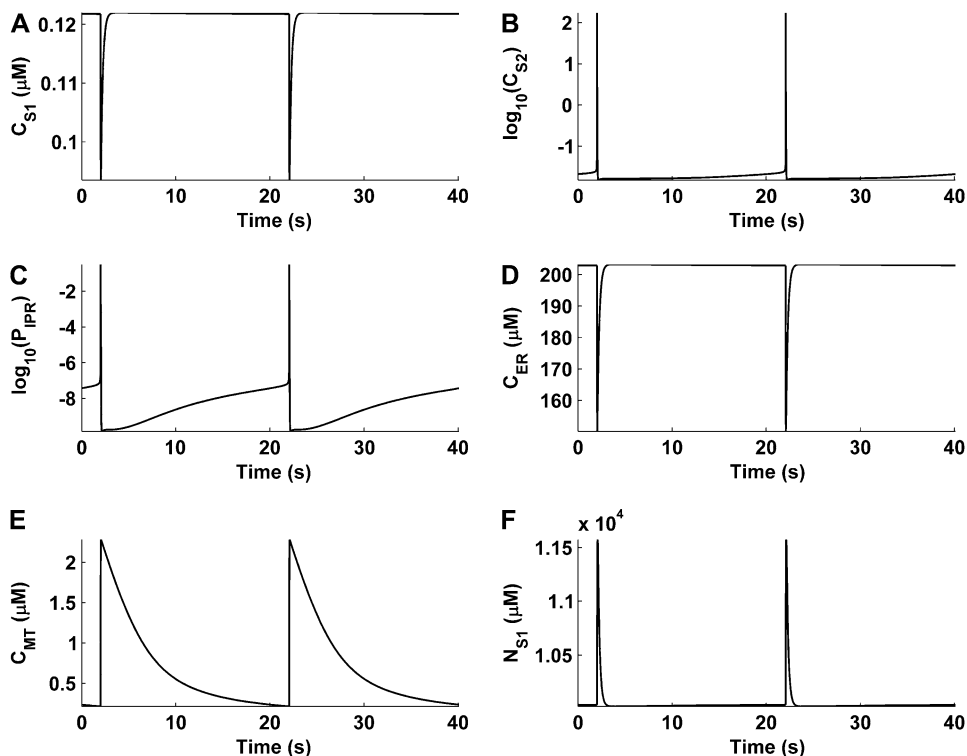 A
C_S1 (µM)
0.12
0.11
0.1
0 10 20 30 40
Time (s)
B
log10(C_S2)
2
1
0
-1
0 10 20 30 40
Time (s)
C
log10(P_IPR)
-2
-4
-6
-8
0 10 20 30 40
Time (s)
D
C_ER (µM)
200
190
180
170
160
0 10 20 30 40
Time (s)
E
C_MT (µM)
2
1.5
1
0.5
0 10 20 30 40
Time (s)
F
x 10^4
N_S1 (µM)
1.15
1.1
1.05
0 10 20 30 40
Time (s)